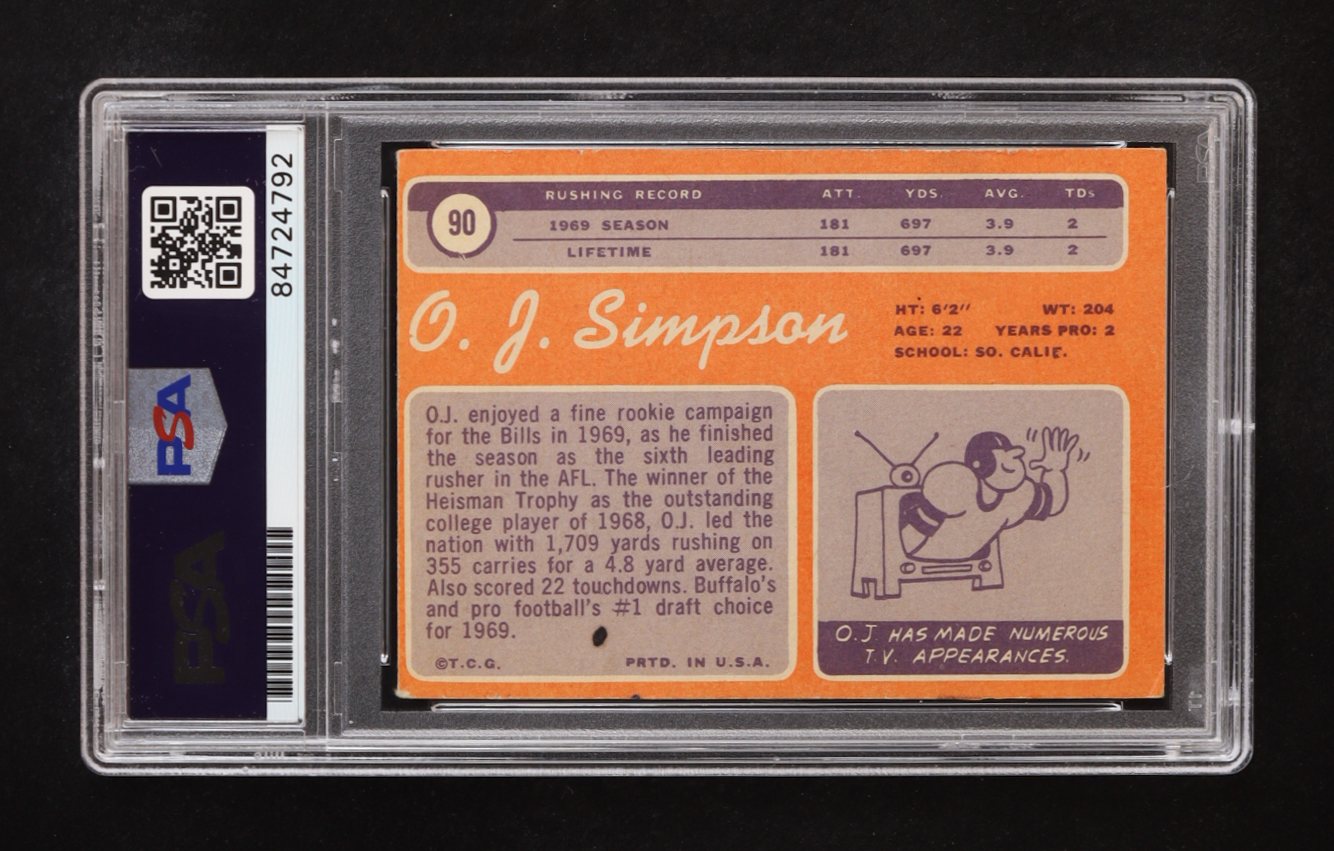 84724792
PSA
PSA
90
RUSHING RECORD ATT. YDS. AVG. TDs
1969 SEASON 181 697 3.9 2
LIFETIME 181 697 3.9 2
O. J. Simpson
HT: 6'2'' WT: 204
AGE: 22 YEARS PRO: 2
SCHOOL: SO. CALIF.
O.J. enjoyed a fine rookie campaign
for the Bills in 1969, as he finished
the season as the sixth leading
rusher in the AFL. The winner of the
Heisman Trophy as the outstanding
college player of 1968, O.J. led the
nation with 1,709 yards rushing on
355 carries for a 4.8 yard average.
Also scored 22 touchdowns. Buffalo's
and pro football's #1 draft choice
for 1969.
©T.C.G. PRTD. IN U.S.A.
O.J. HAS MADE NUMEROUS
T.V. APPEARANCES.